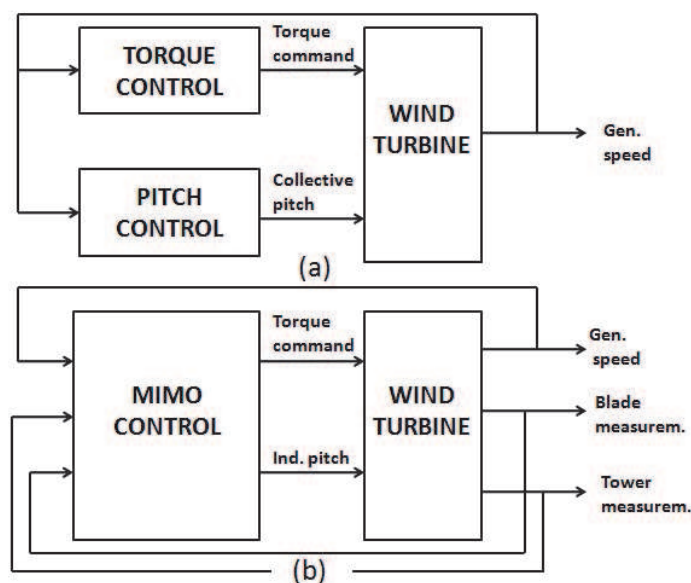 TORQUE
CONTROL
Torque
command
WIND
TURBINE
Gen.
speed
PITCH
CONTROL
Collective
pitch
(a)
MIMO
CONTROL
Torque
command
Ind. pitch
WIND
TURBINE
Gen.
speed
Blade
measurem.
Tower
measurem.
(b)